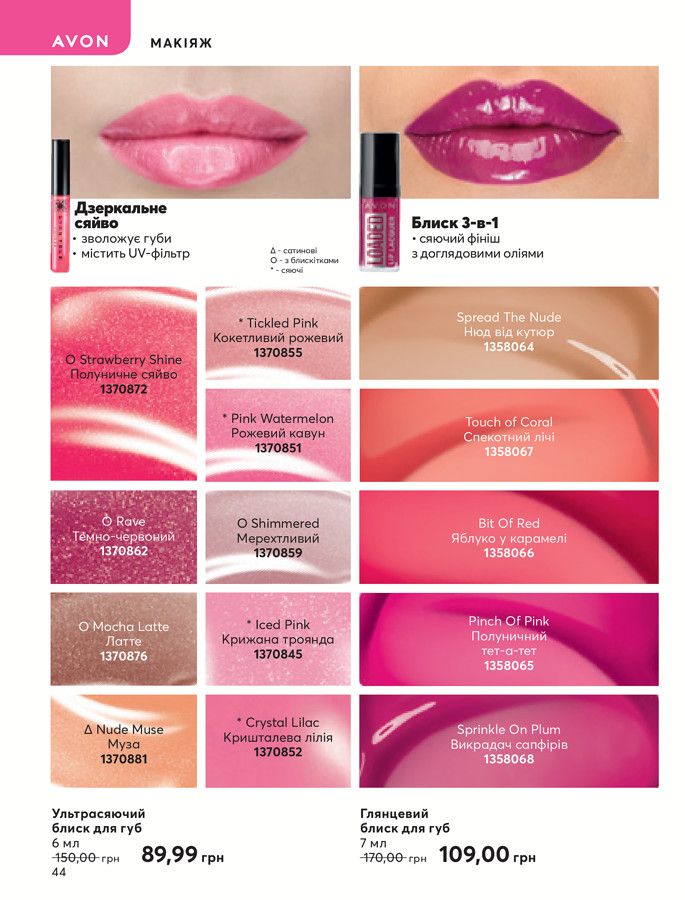 AVON
МАКІЯЖ
Дзеркальне
сяйво
• зволожує губи
• містить UV-фільтр
Δ - сатинові
О - з блискітками
* - сяючі
AVON
LOADED
LIP LACQUER
Блиск 3-в-1
• сяючий фініш
з доглядовими оліями
О Strawberry Shine
Полуничне сяйво
1370872
* Tickled Pink
Кокетливий рожевий
1370855
* Pink Watermelon
Рожевий кавун
1370851
О Rave
Темно-червоний
1370862
О Shimmered
Мерехтливий
1370859
О Mocha Latte
Латте
1370876
* Iced Pink
Крижана троянда
1370845
Δ Nude Muse
Муза
1370881
* Crystal Lilac
Кришталева лілія
1370852
Spread The Nude
Нюд від кутюр
1358064
Touch of Coral
Спекотний лічі
1358067
Bit Of Red
Яблуко у карамелі
1358066
Pinch Of Pink
Полуничний
тет-а-тет
1358065
Sprinkle On Plum
Викрадач сапфірів
1358068
Ультрасяючий
блиск для губ
6 мл
150,00 грн 89,99 грн
44
Глянцевий
блиск для губ
7 мл
170,00 грн 109,00 грн